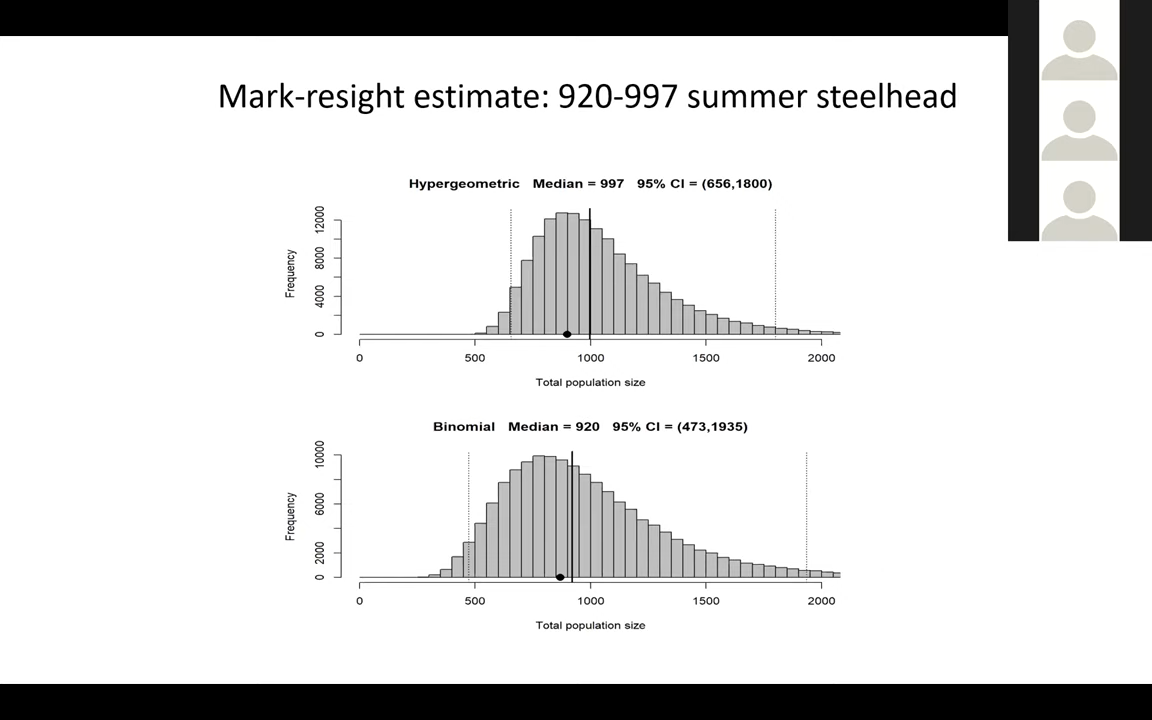 Mark-resight estimate: 920-997 summer steelhead
Hypergeometric Median = 997 95% CI = (656,1800)
Frequency
12000
8000
4000
0
0 500 1000 1500 2000
Total population size
Binomial Median = 920 95% CI = (473,1935)
Frequency
10000
6000
2000
0
0 500 1000 1500 2000
Total population size